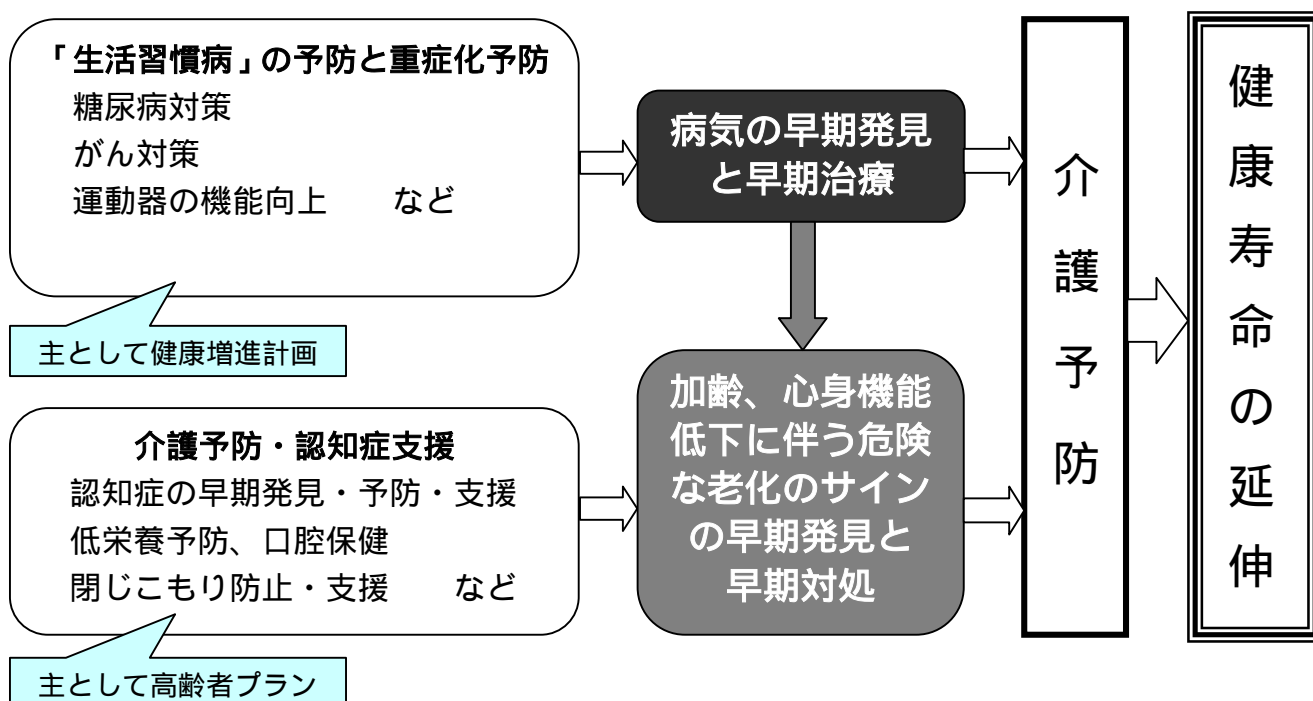 「生活習慣病」の予防と重症化予防
糖尿病対策
がん対策
運動器の機能向上　　など
主として健康増進計画
介護予防・認知症支援
認知症の早期発見・予防・支援
低栄養予防、口腔保健
閉じこもり防止・支援　　など
主として高齢者プラン
病気の早期発見
と早期治療
加齢、心身機能
低下に伴う危険
な老化のサイン
の早期発見と
早期対処
介護予防
健康寿命の延伸